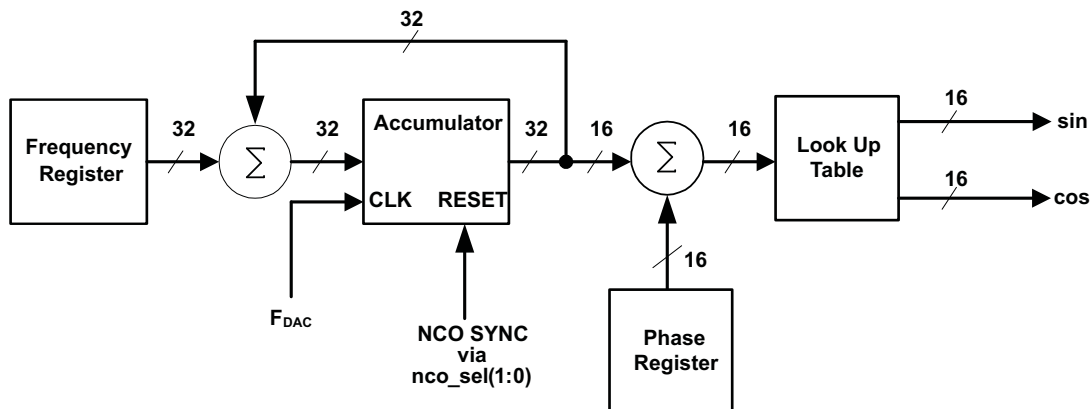 32
Frequency
Register
32
Σ
32
Accumulator
CLK RESET
32
16
Σ
16
Look Up
Table
16
sin
16
cos
F_DAC
NCO SYNC
via
nco_sel(1:0)
16
Phase
Register